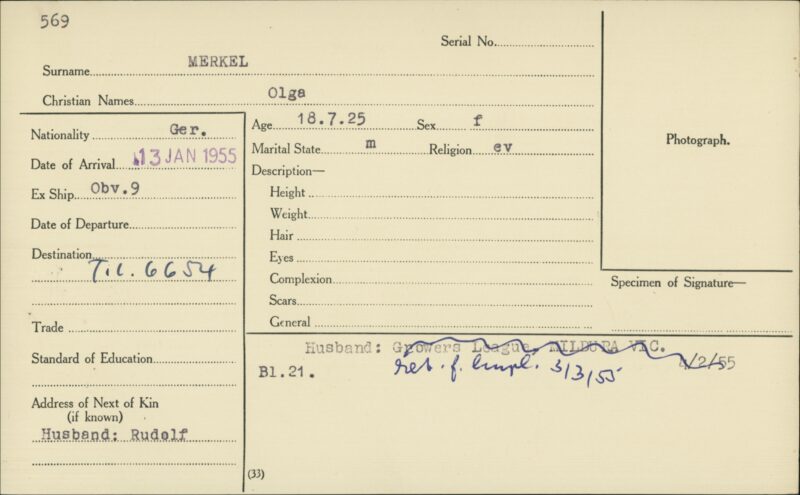 569
Serial No.
Surname MERKEL
Christian Names Olga
Nationality Ger.
Date of Arrival 13 JAN 1955
Ex Ship Obv.9
Date of Departure
Destination
T.C. 6654
Trade
Standard of Education
Address of Next of Kin
(if known)
Husband: Rudolf
Age 18.7.25 Sex f
Marital State m Religion ev
Description—
Height
Weight
Hair
Eyes
Complexion
Scars
General
Photograph.
Specimen of Signature—
Husband: Growers League, MILDURA VIC.
/2/55
Bl.21.
ret. f. empl. 3/3/55
(33)